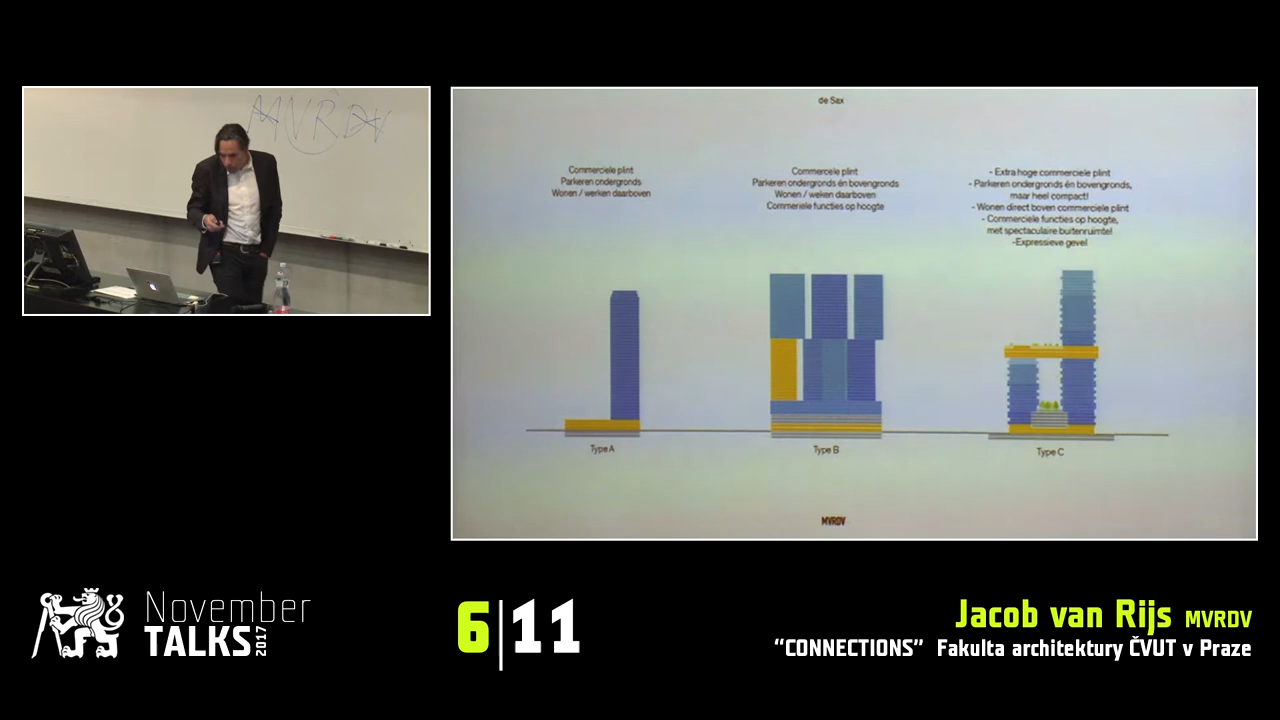 MVRDV
de Sax
Commerciele plint
Parkeren ondergronds
Wonen / werken daarboven
Commerciele plint
Parkeren ondergronds én bovengronds
Wonen / weken daarboven
Commeriele functies op hoogte
- Extra hoge commerciele plint
- Parkeren ondergronds én bovengronds,
maar heel compact!
- Wonen direct boven commerciele plint
- Commerciele functies op hoogte,
met spectaculaire buitenruimte!
-Expressieve gevel
Type A
Type B
Type C
MVRDV
November
TALKS 2017
6|11
Jacob van Rijs MVRDV
“CONNECTIONS” Fakulta architektury ČVUT v Praze